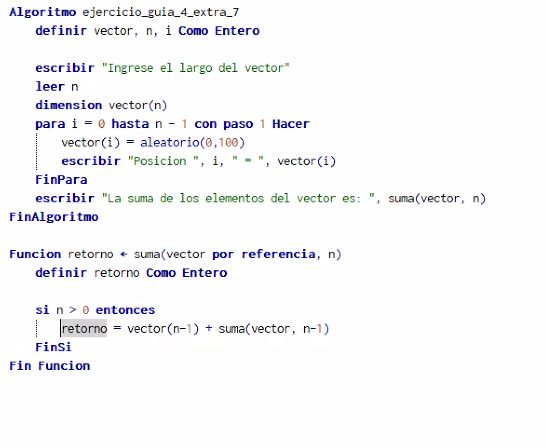 Algoritmo ejercicio_guia_4_extra_7
definir vector, n, i Como Entero
escribir "Ingrese el largo del vector"
leer n
dimension vector(n)
para i = 0 hasta n - 1 con paso 1 Hacer
vector(i) = aleatorio(0,100)
escribir "Posicion ", i, " = ", vector(i)
FinPara
escribir "La suma de los elementos del vector es: ", suma(vector, n)
FinAlgoritmo
Funcion retorno ← suma(vector por referencia, n)
definir retorno Como Entero
si n > 0 entonces
retorno = vector(n-1) + suma(vector, n-1)
FinSi
Fin Funcion